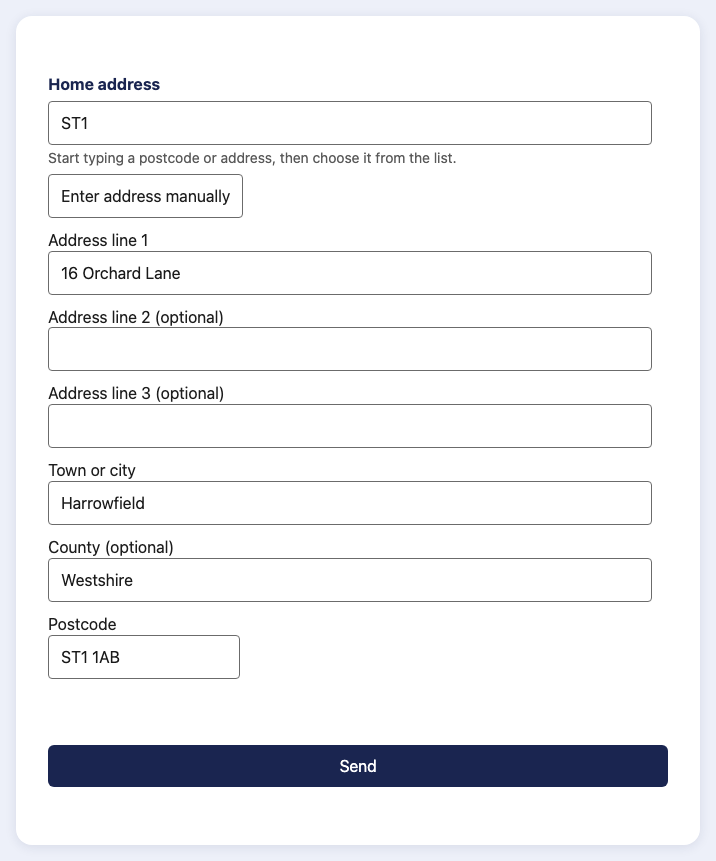 Home address
ST1
Start typing a postcode or address, then choose it from the list.
Enter address manually
Address line 1
16 Orchard Lane
Address line 2 (optional)
Address line 3 (optional)
Town or city
Harrowfield
County (optional)
Westshire
Postcode
ST1 1AB
Send